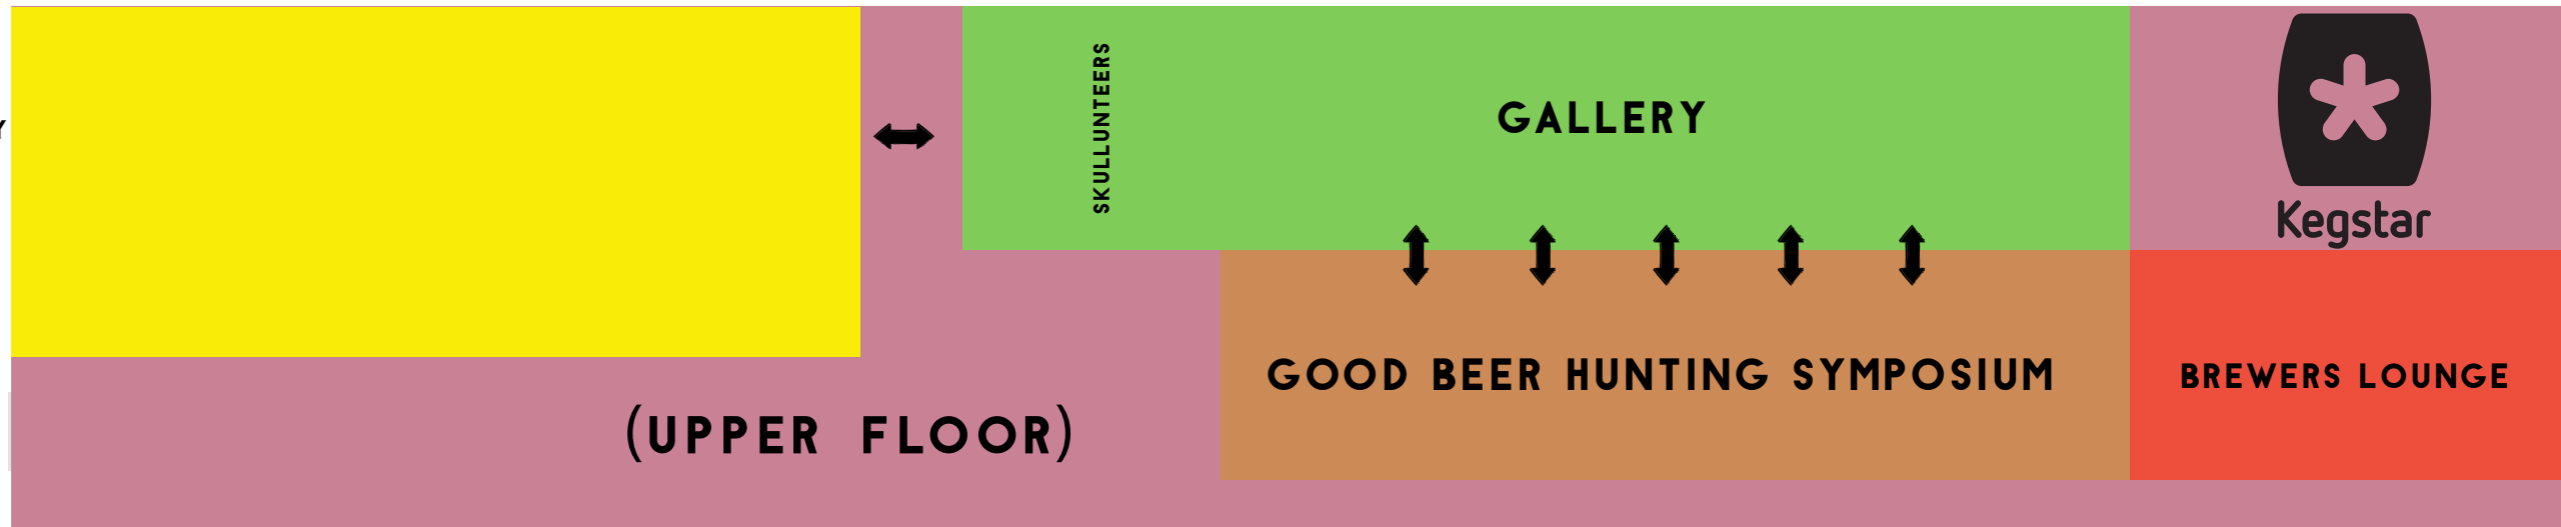 SKULLUNTEERS
GALLERY
Kegstar
GOOD BEER HUNTING SYMPOSIUM
BREWERS LOUNGE
(UPPER FLOOR)